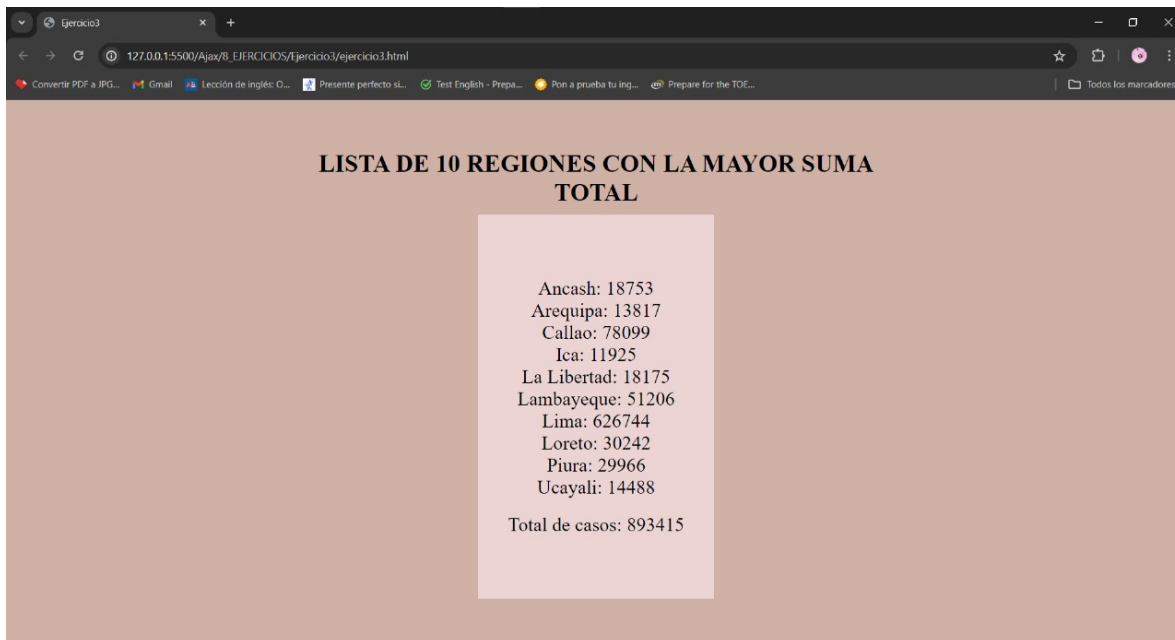 Ejercicio3
127.0.0.1:5500/Ajax/8_EJERCICIOS/Ejercicio3/ejercicio3.html
Convertir PDF a JPG... Gmail Lección de inglés: O... Presente perfecto si... Test English - Prepa... Pon a prueba tu ing... Prepare for the TOE... Todos los marcadores
LISTA DE 10 REGIONES CON LA MAYOR SUMA
TOTAL
Ancash: 18753
Arequipa: 13817
Callao: 78099
Ica: 11925
La Libertad: 18175
Lambayeque: 51206
Lima: 626744
Loreto: 30242
Piura: 29966
Ucayali: 14488
Total de casos: 893415